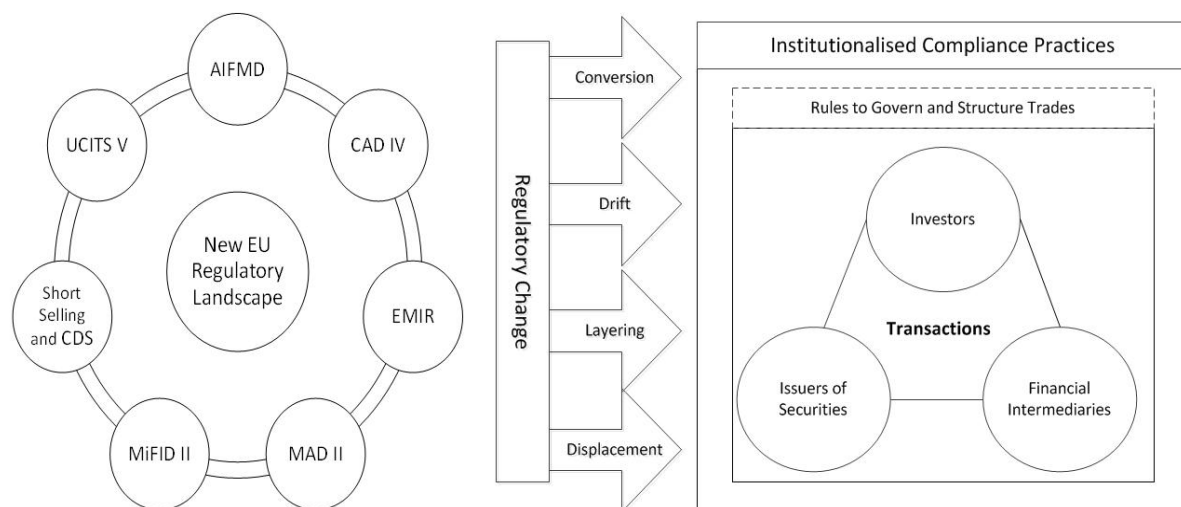 AIFMD
UCITS V
CAD IV
New EU
Regulatory
Landscape
Short
Selling
and CDS
EMIR
MiFID II
MAD II
Regulatory Change
Conversion
Drift
Layering
Displacement
Institutionalised Compliance Practices
Rules to Govern and Structure Trades
Investors
Transactions
Issuers of
Securities
Financial
Intermediaries